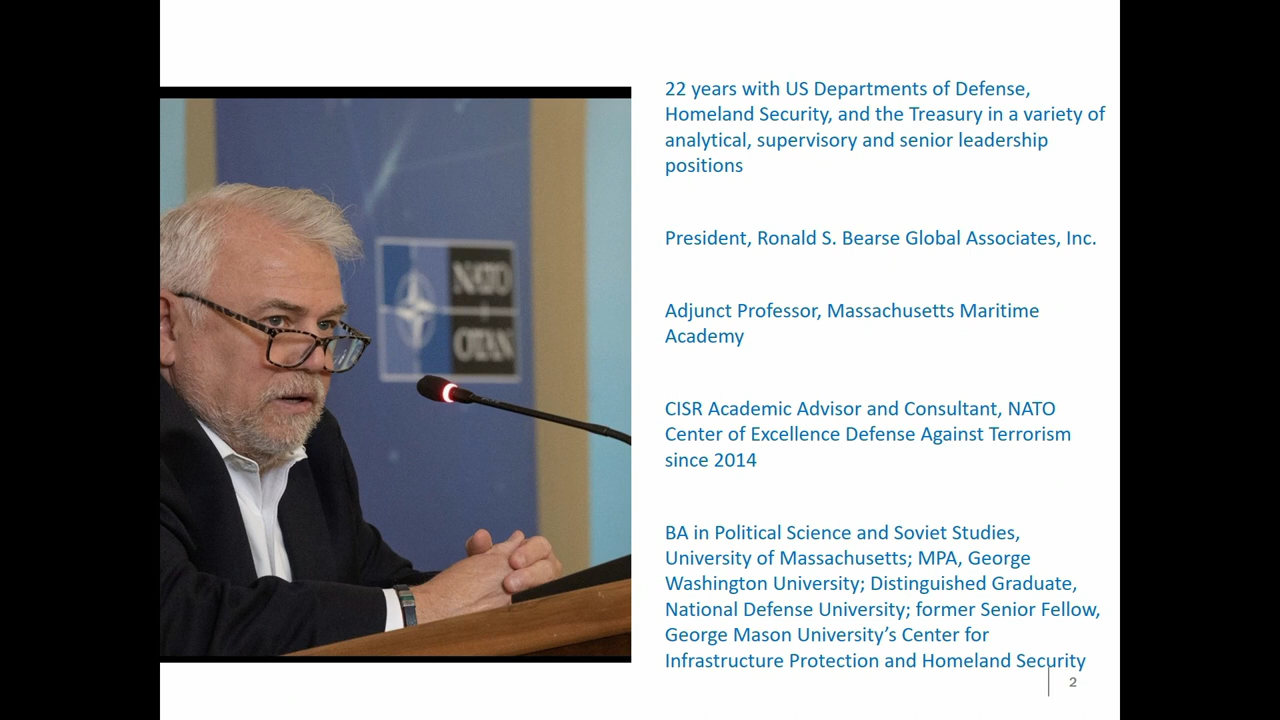 NATO
OTAN
22 years with US Departments of Defense,
Homeland Security, and the Treasury in a variety of
analytical, supervisory and senior leadership
positions
President, Ronald S. Bearse Global Associates, Inc.
Adjunct Professor, Massachusetts Maritime
Academy
CISR Academic Advisor and Consultant, NATO
Center of Excellence Defense Against Terrorism
since 2014
BA in Political Science and Soviet Studies,
University of Massachusetts; MPA, George
Washington University; Distinguished Graduate,
National Defense University; former Senior Fellow,
George Mason University’s Center for
Infrastructure Protection and Homeland Security
2